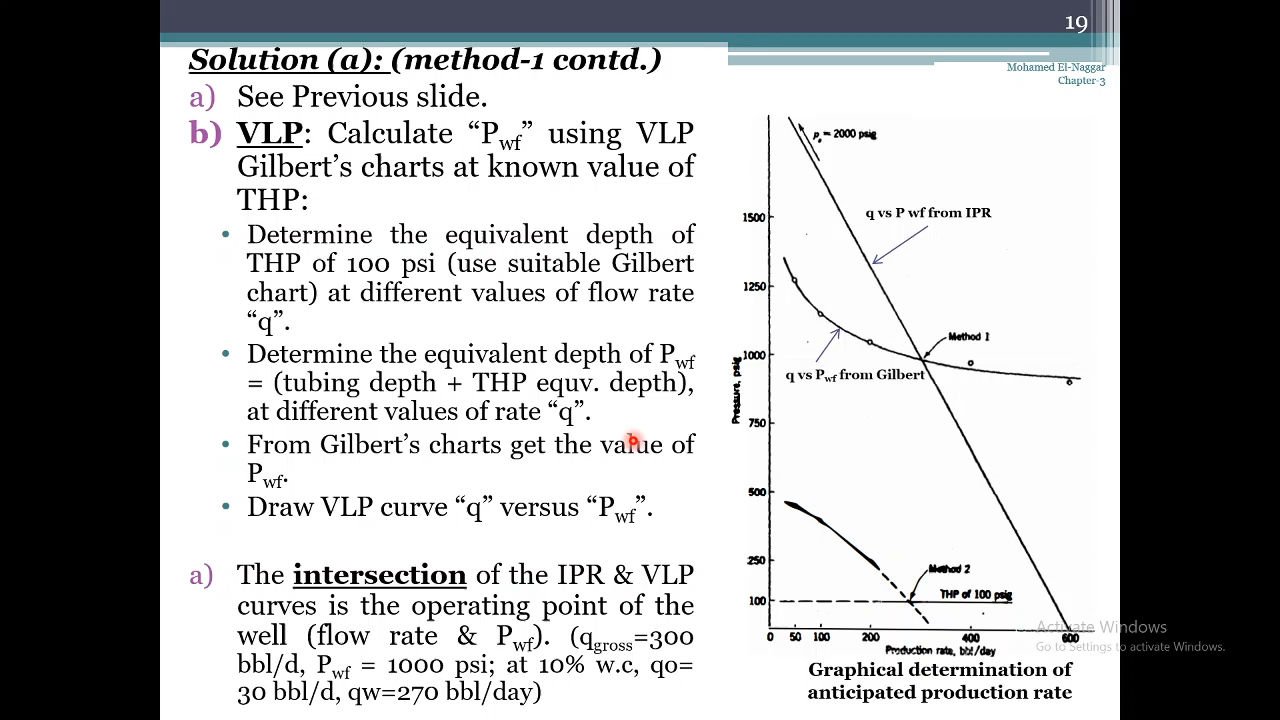 19
Mohamed El-Naggar
Chapter-3
Solution (a): (method-1 contd.)
a) See Previous slide.
b) VLP: Calculate “Pwf” using VLP
Gilbert’s charts at known value of
THP:
• Determine the equivalent depth of
THP of 100 psi (use suitable Gilbert
chart) at different values of flow rate
“q”.
• Determine the equivalent depth of Pwf
= (tubing depth + THP equv. depth),
at different values of rate “q”.
• From Gilbert’s charts get the value of
Pwf.
• Draw VLP curve “q” versus “Pwf”.
a) The intersection of the IPR & VLP
curves is the operating point of the
well (flow rate & Pwf). (qgross=300
bbl/d, Pwf = 1000 psi; at 10% w.c, qo=
30 bbl/d, qw=270 bbl/day)
Ps = 2000 psig
q vs P wf from IPR
1500
1250
Method 1
1000
q vs Pwf from Gilbert
Pressure, psig
750
500
250
Method 2
THP of 100 psig
100
0
0 50 100 200 400 600
Production rate, bbl/day
Graphical determination of
anticipated production rate
Activate Windows
Go to Settings to activate Windows.